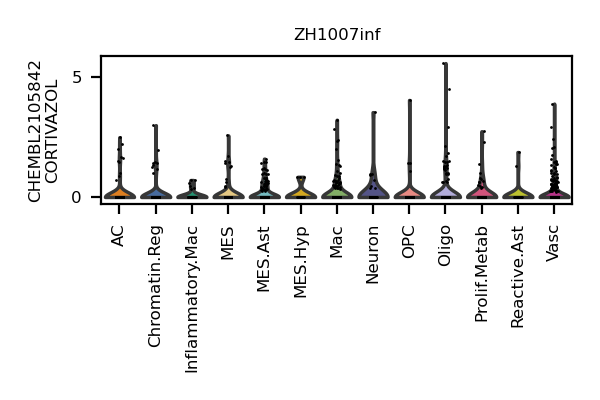 ZH1007inf
CHEMBL2105842
CORTIVAZOL
5
0
AC
Chromatin.Reg
Inflammatory.Mac
MES
MES.Ast
MES.Hyp
Mac
Neuron
OPC
Oligo
Prolif.Metab
Reactive.Ast
Vasc